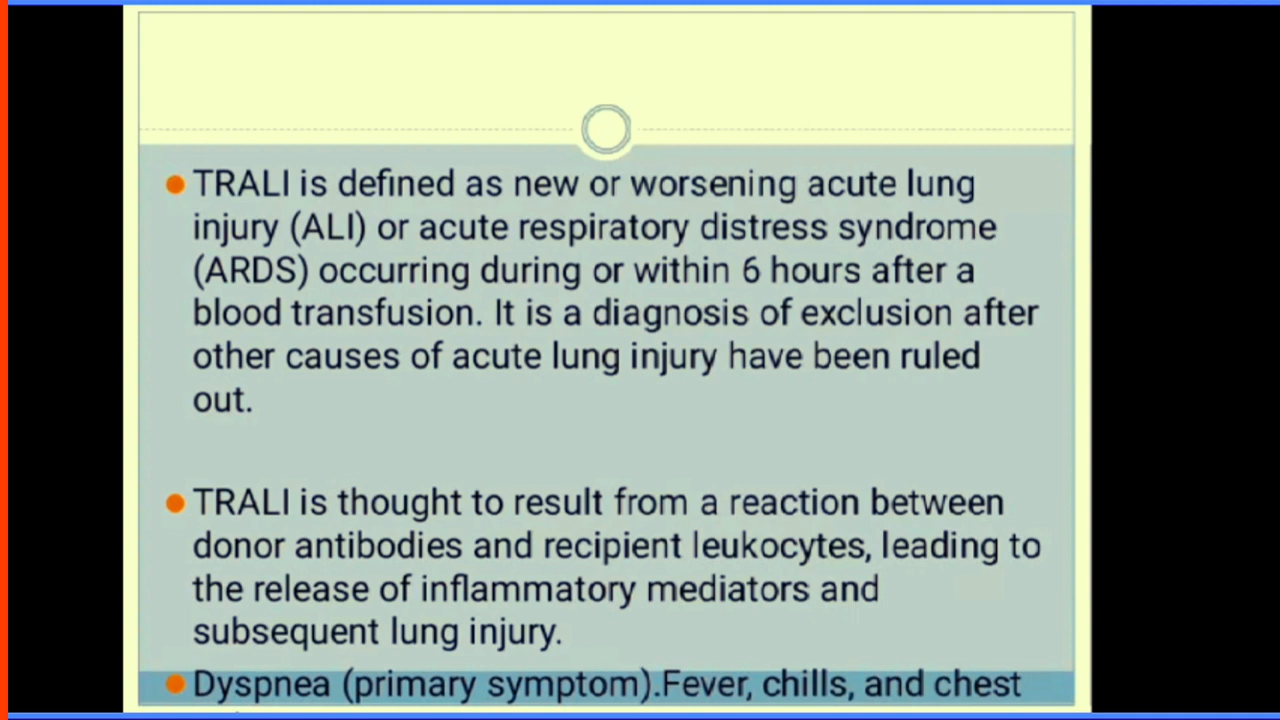 TRALI is defined as new or worsening acute lung
injury (ALI) or acute respiratory distress syndrome
(ARDS) occurring during or within 6 hours after a
blood transfusion. It is a diagnosis of exclusion after
other causes of acute lung injury have been ruled
out.
TRALI is thought to result from a reaction between
donor antibodies and recipient leukocytes, leading to
the release of inflammatory mediators and
subsequent lung injury.
Dyspnea (primary symptom).Fever, chills, and chest